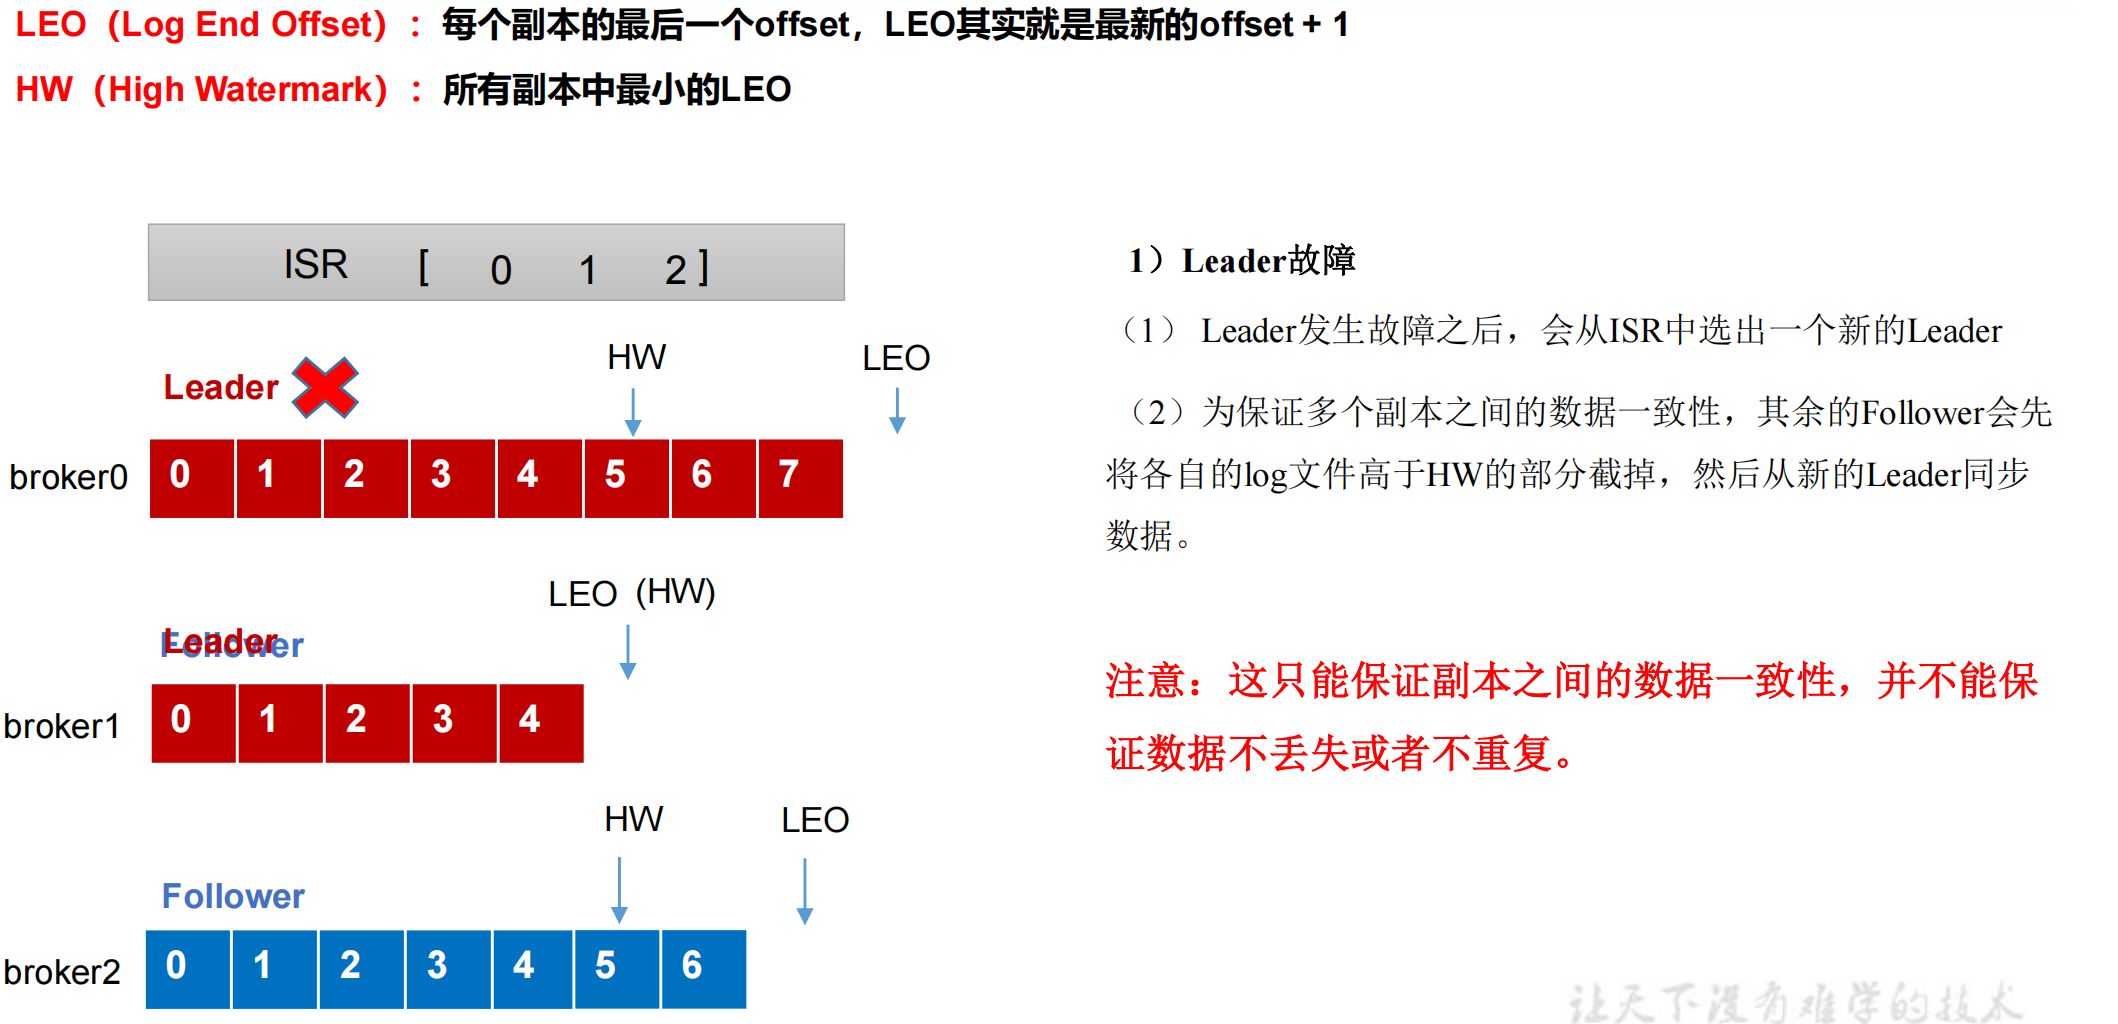 LEO（Log End Offset）：每个副本的最后一个offset，LEO其实就是最新的offset + 1
HW（High Watermark）：所有副本中最小的LEO
ISR [ 0 1 2 ]
Leader
HW
LEO
broker0
0 1 2 3 4 5 6 7
LEO（HW）
Follower
Leader
broker1
0 1 2 3 4
HW
LEO
Follower
broker2
0 1 2 3 4 5 6
1）Leader故障
（1） Leader发生故障之后，会从ISR中选出一个新的Leader
（2）为保证多个副本之间的数据一致性，其余的Follower会先
将各自的log文件高于HW的部分截掉，然后从新的Leader同步
数据。
注意：这只能保证副本之间的数据一致性，并不能保
证数据不丢失或者不重复。
让天下没有难学的技术